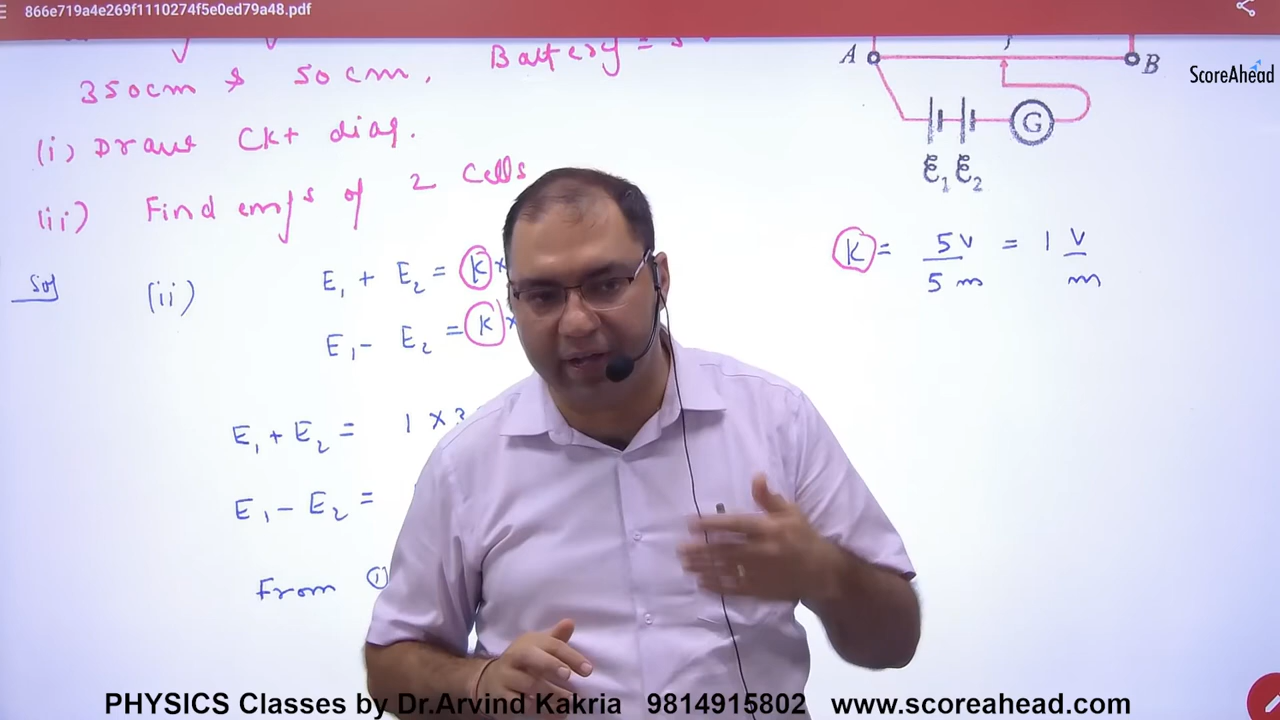 866e719a4e269f1110274f5e0ed79a48.pdf
Battery =
350cm & 50cm.
(i) Draw Ckt diag.
(ii) Find emfs of 2 cells
Sol (ii) E₁ + E₂ = K ×
E₁ - E₂ = K ×
E₁ + E₂ = 1 × 3
E₁ - E₂ =
From ①
A B
G
ℰ₁ ℰ₂
K = 5V / 5m = 1 V / m
ScoreAhead
PHYSICS Classes by Dr.Arvind Kakria 9814915802 www.scoreahead.com